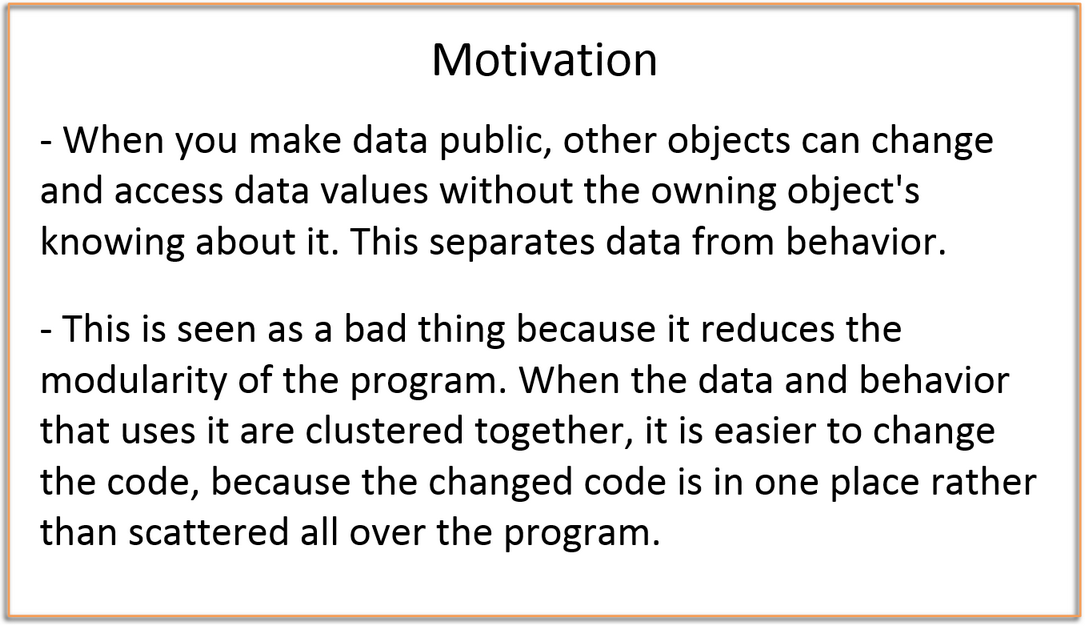 Motivation
- When you make data public, other objects can change
and access data values without the owning object's
knowing about it. This separates data from behavior.
- This is seen as a bad thing because it reduces the
modularity of the program. When the data and behavior
that uses it are clustered together, it is easier to change
the code, because the changed code is in one place rather
than scattered all over the program.